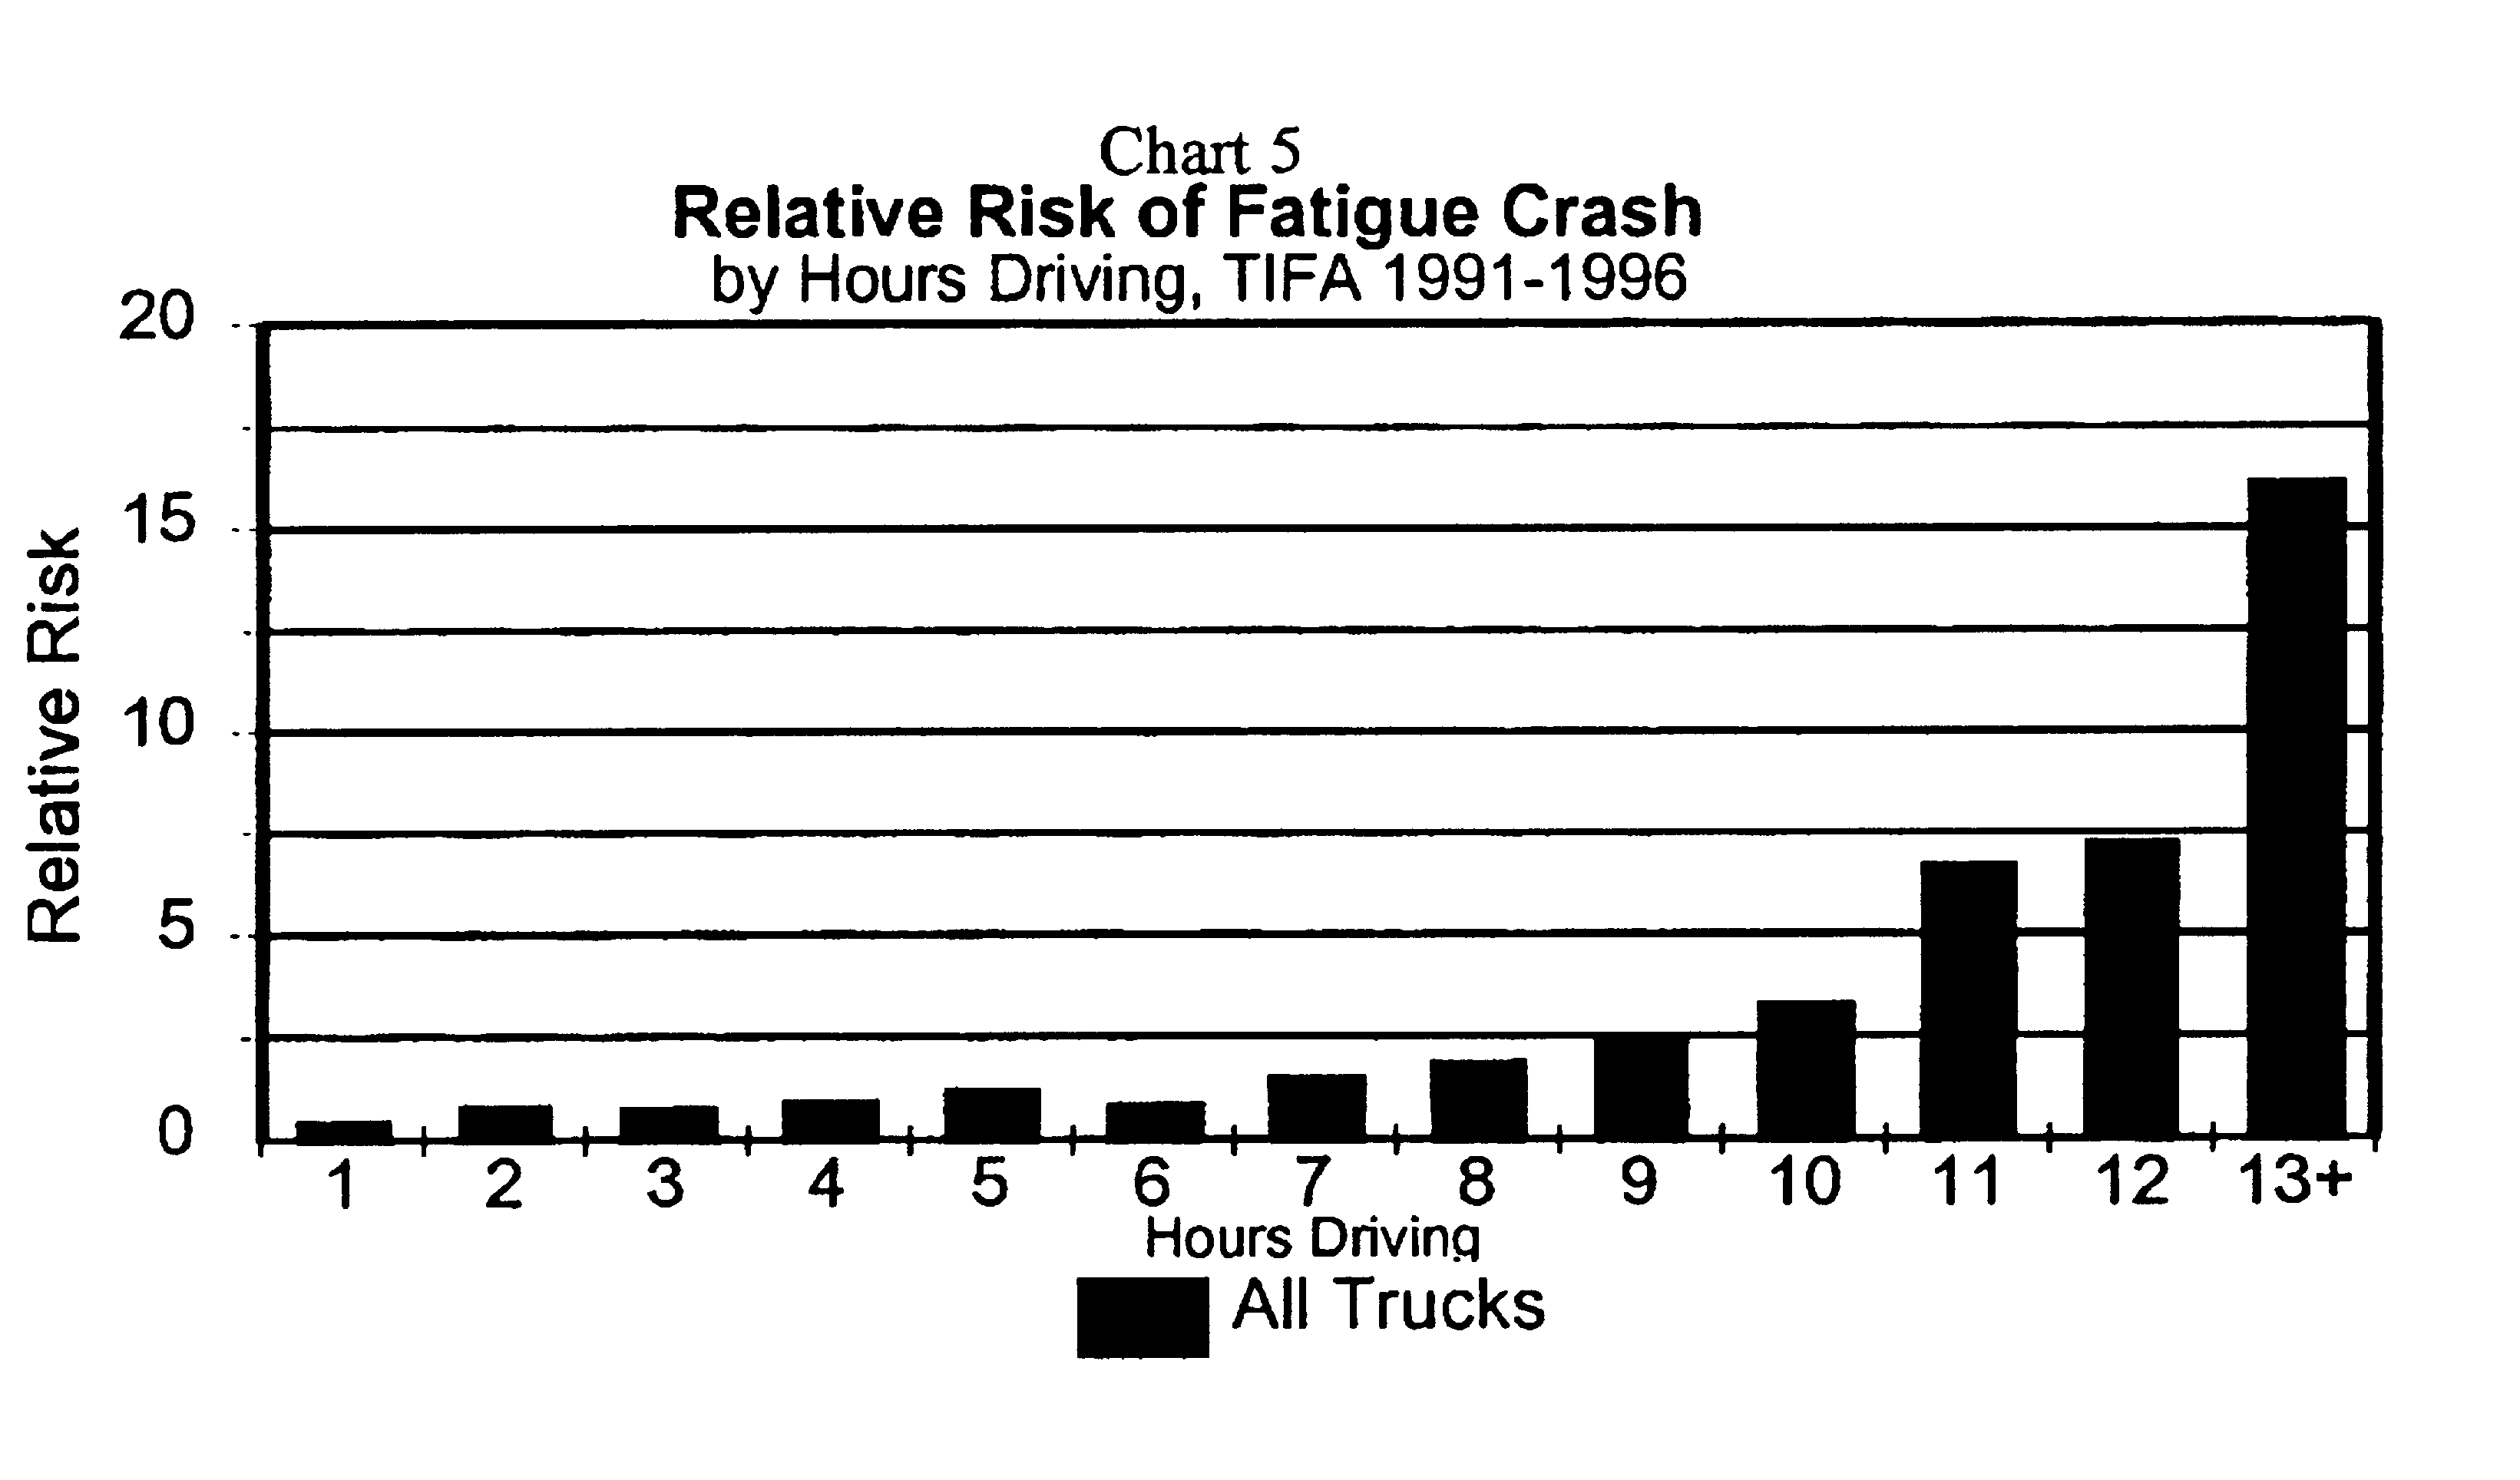 Chart 5
Relative Risk of Fatigue Crash
by Hours Driving, TIFA 1991-1996
20
15
10
5
0
Relative Risk
1 2 3 4 5 6 7 8 9 10 11 12 13+
Hours Driving
All Trucks